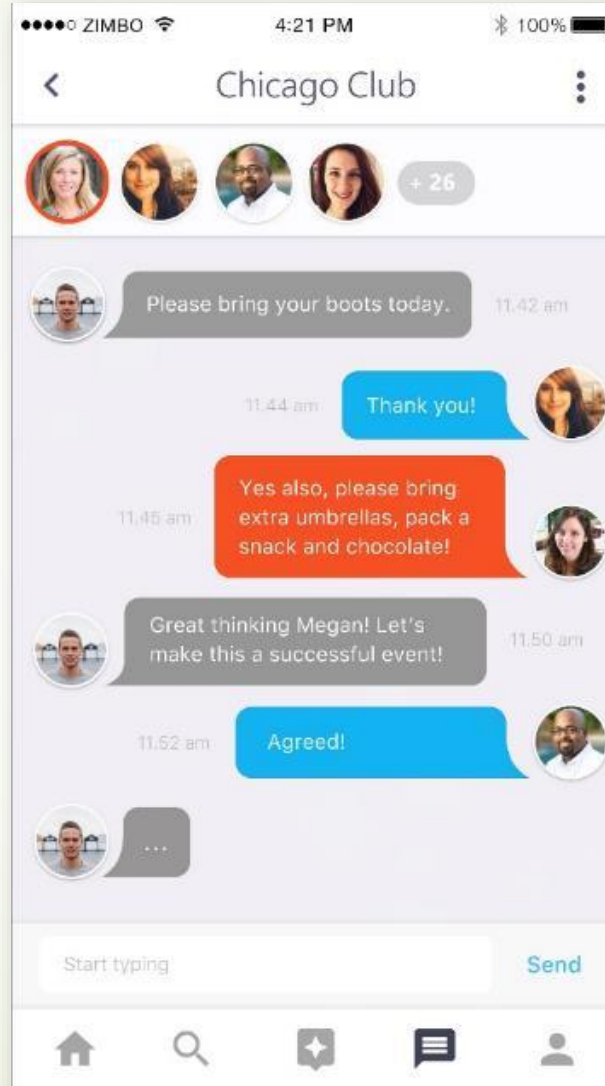 ZIMBO
4:21 PM
100%
Chicago Club
+ 26
Please bring your boots today.
11.42 am
11.44 am
Thank you!
Yes also, please bring
extra umbrellas, pack a
snack and chocolate!
11.45 am
Great thinking Megan! Let's
make this a successful event!
11.50 am
11.52 am
Agreed!
...
Start typing
Send